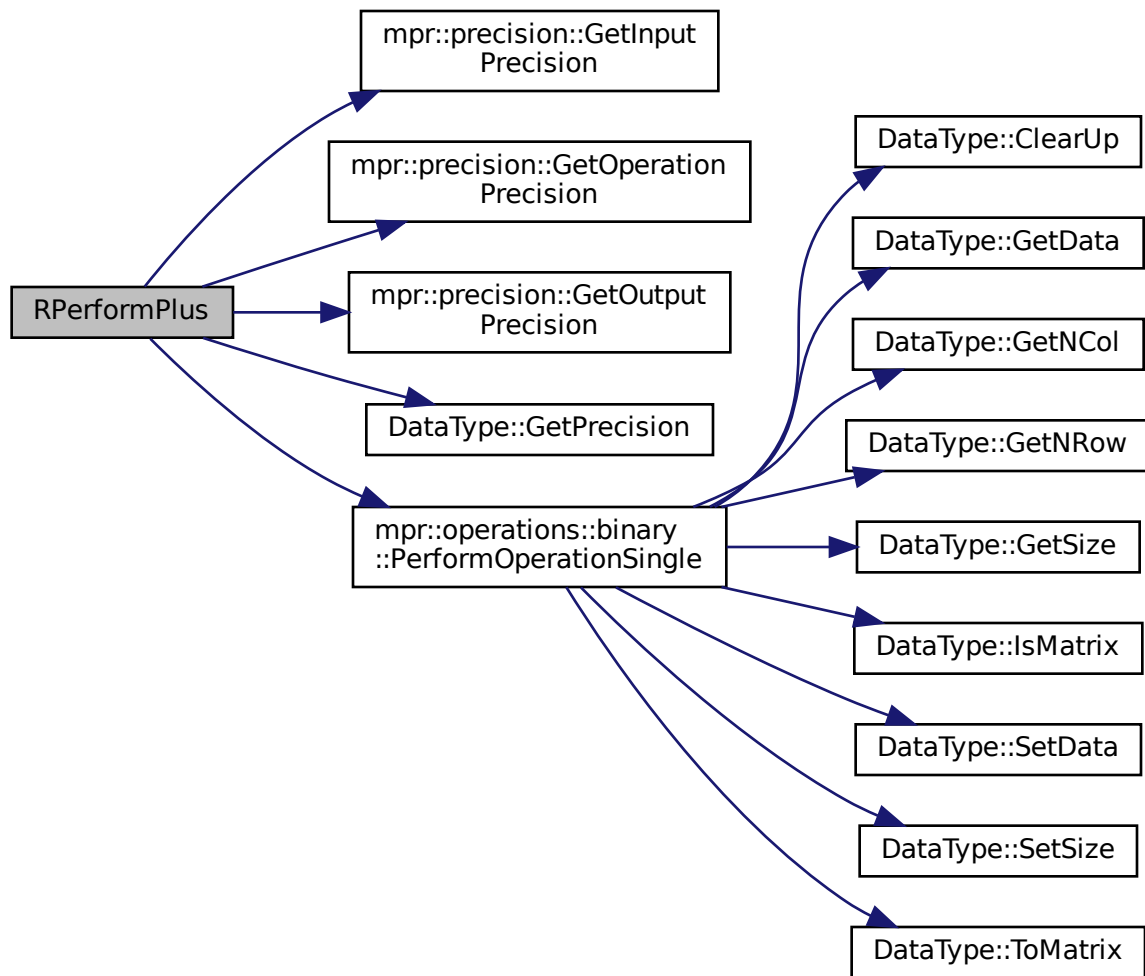 RPerformPlus
mpr::precision::GetInput
Precision
mpr::precision::GetOperation
Precision
mpr::precision::GetOutput
Precision
DataType::GetPrecision
mpr::operations::binary
::PerformOperationSingle
DataType::ClearUp
DataType::GetData
DataType::GetNCol
DataType::GetNRow
DataType::GetSize
DataType::IsMatrix
DataType::SetData
DataType::SetSize
DataType::ToMatrix